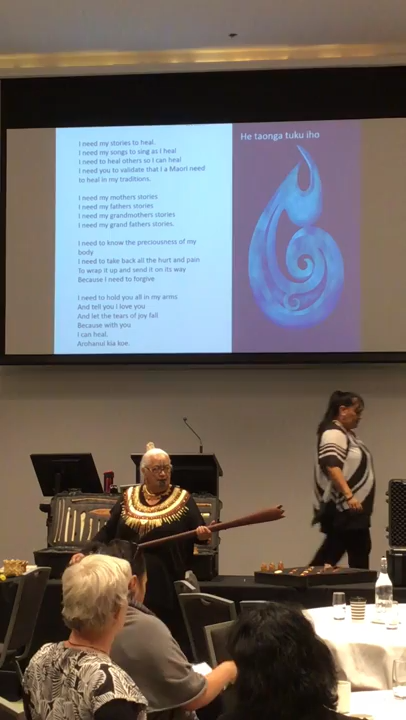 I need my stories to heal.
I need my songs to sing as I heal
I need to heal others so I can heal
I need you to validate that I a Maori need
to heal in my traditions.
I need my mothers stories
I need my fathers stories
I need my grandmothers stories
I need my grand fathers stories.
I need to know the preciousness of my
body
I need to take back all the hurt and pain
To wrap it up and send it on its way
Because I need to forgive
I need to hold you all in my arms
And tell you i love you
And let the tears of joy fall
Because with you
I can heal.
Arohanui kia koe.
He taonga tuku iho